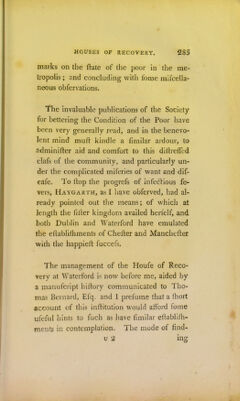 HOUSES OF RECOVERY. 285
marks on the ſtate of the poor in the me-
tropolis; and concluding with ſome miſcella-
neous obſervations.
The invaluable publications of the Society
for bettering the Condition of the Poor have
been very generally read, and in the benevo-
lent mind muſt kindle a ſimilar ardour, to
adminiſter aid and comfort to this diſtreſſed
claſs of the community, and particularly un-
der the complicated miſeries of want and diſ-
eaſe. To ſtop the progreſs of infectious fe-
vers, HAYGARTH, as I have obſerved, had al-
ready pointed out the means; of which at
length the ſiſter kingdom availed herſelf, and
both Dublin and Waterford have emulated
the eſtabliſhments of Cheſter and Mancheſter
with the happieſt ſucceſs.
The management of the Houſe of Reco-
very at Waterford is now before me, aided by
a manuſcript hiſtory communicated to Tho-
mas Bernard, Eſq. and I preſume that a ſhort
account of this inſtitution would afford ſome
uſeful hints to ſuch as have ſimilar eſtabliſh-
ments in contemplation. The mode of find-
U 2 ing